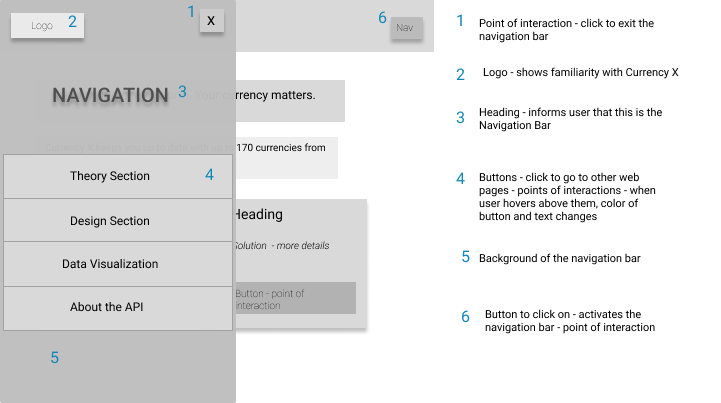 Logo 2
1 X
6
Nav
NAVIGATION 3
rrency matters.
170 currencies from
Theory Section 4
Design Section
Data Visualization
About the API
5
Heading
Solution - more details
Button - point of
interaction
1 Point of interaction - click to exit the
navigation bar
2 Logo - shows familiarity with Currency X
3 Heading - informs user that this is the
Navigation Bar
4 Buttons - click to go to other web
pages - points of interactions - when
user hovers above them, color of
button and text changes
5 Background of the navigation bar
6 Button to click on - activates the
navigation bar - point of interaction